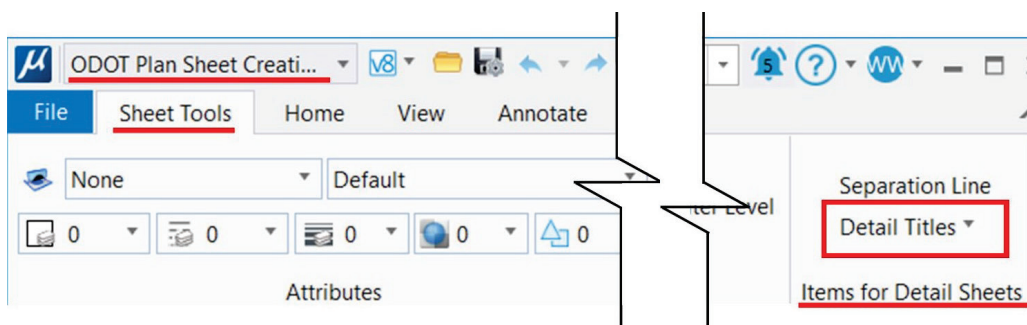 ODOT Plan Sheet Creati... V8 5 ? WW
File Sheet Tools Home View Annotate
None Default
Separation Line
Level
Detail Titles
0 0 0 0 0
Attributes
Items for Detail Sheets